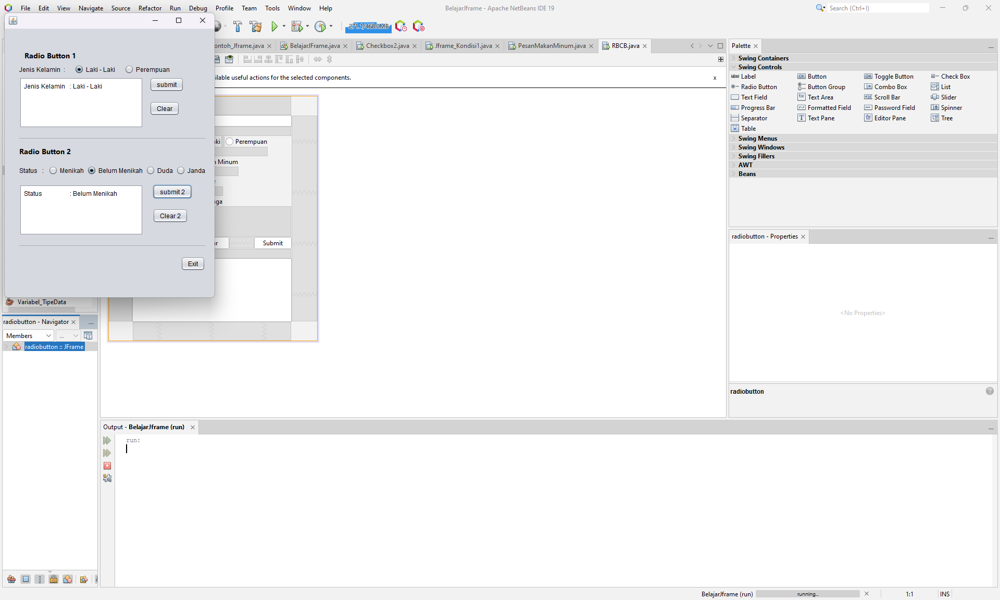 File Edit View Navigate Source Refactor Run Debug Profile Team Tools Window Help
BelajarJframe - Apache NetBeans IDE 19
Search (Ctrl+I)
271.1/468.0MB
ontoh_Jframe.java
BelajarJFrame.java
Checkbox2.java
Jframe_Kondisi1.java
PesanMakanMinum.java
RBCB.java
ilable useful actions for the selected components.
x
Radio Button 1
Jenis Kelamin :
Laki - Laki
Perempuan
Jenis Kelamin : Laki - Laki
submit
Clear
Radio Button 2
Status :
Menikah
Belum Menikah
Duda
Janda
Status : Belum Menikah
submit 2
Clear 2
Exit
Perempuan
Minum
Submit
Variabel_TipeData
radiobutton - Navigator
Members
...
radiobutton :: JFrame
Palette
Swing Containers
Swing Controls
Label
Button
Toggle Button
Check Box
Radio Button
Button Group
Combo Box
List
Text Field
Text Area
Scroll Bar
Slider
Progress Bar
Formatted Field
Password Field
Spinner
Separator
Text Pane
Editor Pane
Tree
Table
Swing Menus
Swing Windows
Swing Fillers
AWT
Beans
radiobutton - Properties
<No Properties>
radiobutton
Output - BelajarJframe (run)
run:
BelajarJframe (run)
running...
1:1
INS